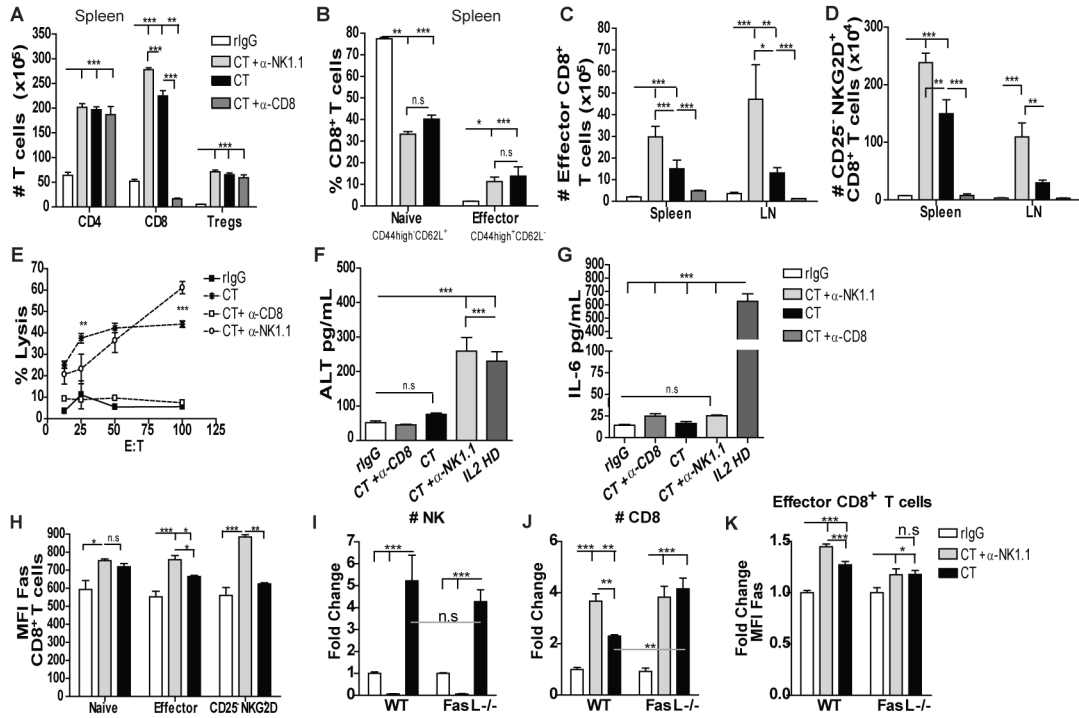 A
Spleen
# T cells (x10⁵)
350
300
250
200
150
100
50
0
CD4
CD8
Tregs
***
***
**
***
***
***
rIgG
CT +α-NK1.1
CT
CT +α-CD8
B
Spleen
% CD8⁺ T cells
80
60
40
20
0
**
***
n.s
*
***
n.s
Naive
Effector
CD44high⁻CD62L⁺
CD44high⁺CD62L⁻
C
# Effector CD8⁺
T cells (x10⁵)
90
80
70
60
50
40
30
20
10
0
***
***
***
***
**
*
***
Spleen
LN
D
# CD25⁻ NKG2D⁺
CD8⁺ T cells (x10⁴)
400
300
200
100
0
***
**
***
***
**
Spleen
LN
E
% Lysis
70
60
50
40
30
20
10
0
0
25
50
75
100
125
E:T
**
***
rIgG
CT
CT+ α-CD8
CT+ α-NK1.1
F
ALT pg/mL
500
400
300
200
100
0
n.s
***
***
rIgG
CT +α-CD8
CT
CT +α-NK1.1
IL2 HD
G
IL-6 pg/mL
900
800
700
600
500
400
300
200
100
75
50
25
0
***
n.s
rIgG
CT +α-CD8
CT
CT +α-NK1.1
IL2 HD
rIgG
CT +α-NK1.1
CT
CT +α-CD8
H
MFI Fas
CD8⁺ T cells
900
800
700
600
500
400
300
200
100
0
*
n.s
***
*
*
***
**
Naive
Effector
CD25⁻NKG2D
I
# NK
Fold Change
8
6
4
2
1
0
***
***
n.s
WT
Fas L-/-
J
# CD8
Fold Change
8
6
4
2
0
***
**
**
***
**
WT
Fas L-/-
K
Effector CD8⁺ T cells
Fold Change
MFI Fas
2.0
1.5
1.0
0.5
0.0
***
***
n.s
*
WT
Fas L-/-
rIgG
CT +α-NK1.1
CT